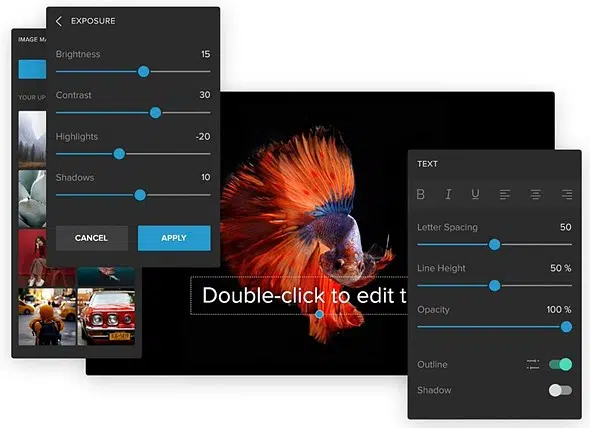 IMAGE MA
YOUR UP
EXPOSURE
Brightness 15
Contrast 30
Highlights -20
Shadows 10
CANCEL APPLY
Double-click to edit t
TEXT
B I U
Letter Spacing 50
Line Height 50 %
Opacity 100 %
Outline
Shadow